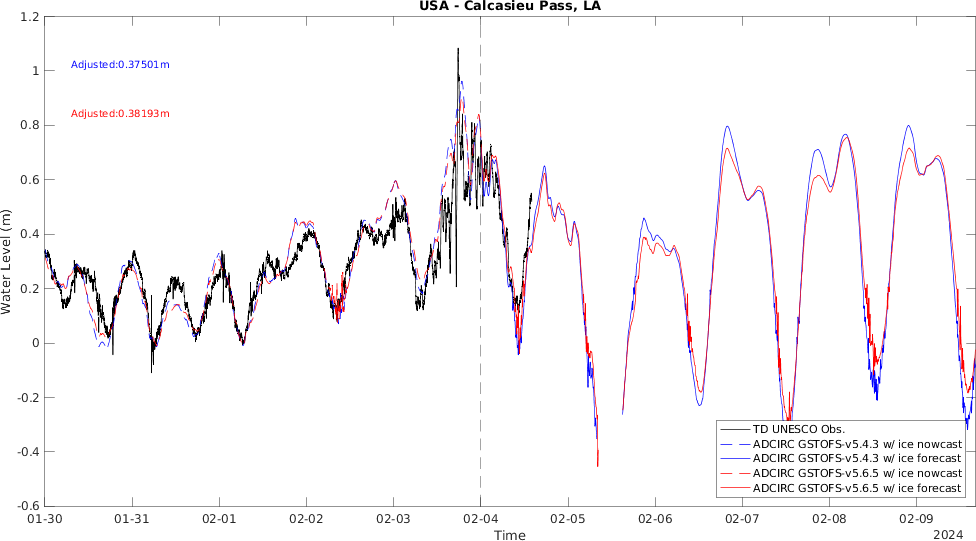 USA - Calcasieu Pass, LA
1.2
1
0.8
0.6
0.4
0.2
0
-0.2
-0.4
-0.6
Water Level (m)
Adjusted:0.37501m
Adjusted:0.38193m
TD UNESCO Obs.
ADCIRC GSTOFS-v5.4.3 w/ ice nowcast
ADCIRC GSTOFS-v5.4.3 w/ ice forecast
ADCIRC GSTOFS-v5.6.5 w/ ice nowcast
ADCIRC GSTOFS-v5.6.5 w/ ice forecast
01-30 01-31 02-01 02-02 02-03 02-04 02-05 02-06 02-07 02-08 02-09
Time
2024